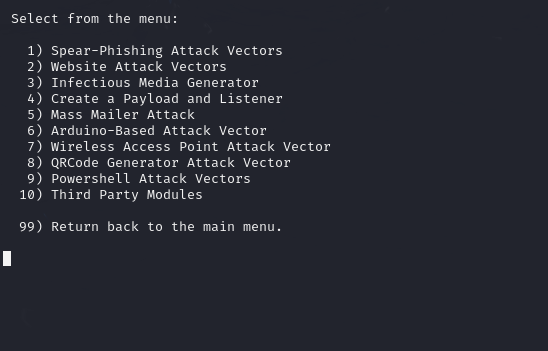 Select from the menu:
1) Spear-Phishing Attack Vectors
2) Website Attack Vectors
3) Infectious Media Generator
4) Create a Payload and Listener
5) Mass Mailer Attack
6) Arduino-Based Attack Vector
7) Wireless Access Point Attack Vector
8) QRCode Generator Attack Vector
9) Powershell Attack Vectors
10) Third Party Modules
99) Return back to the main menu.